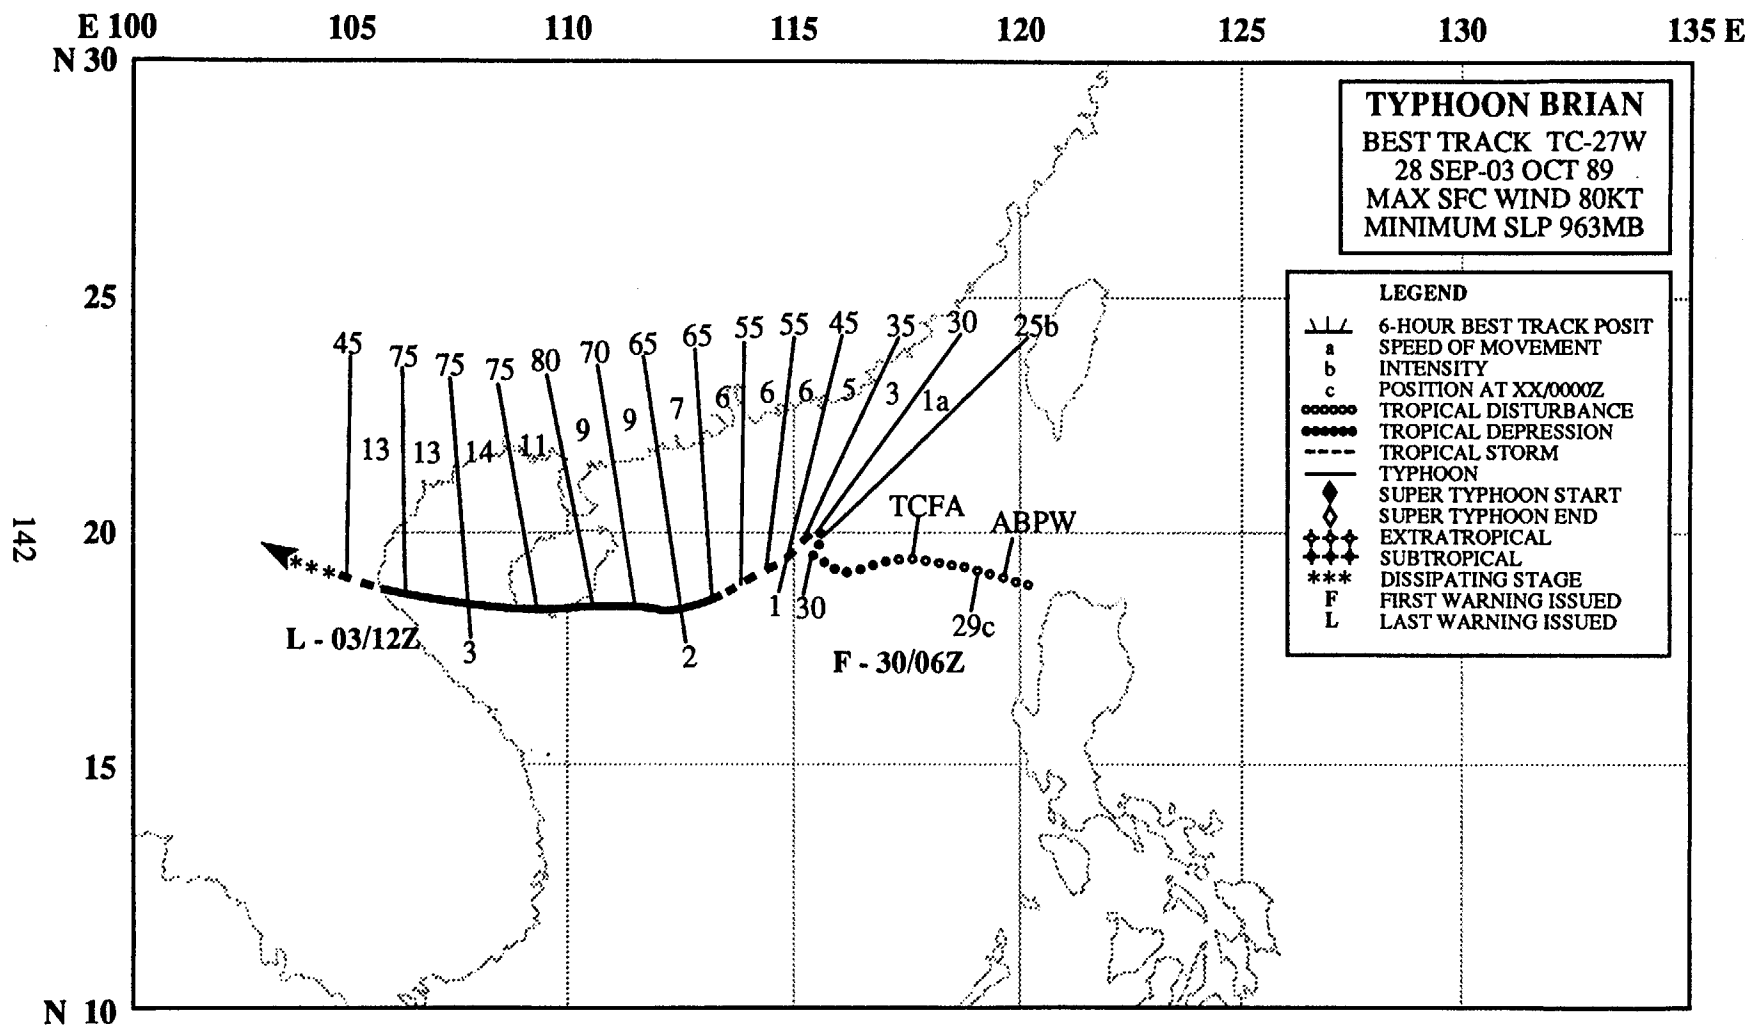 E 100 105 110 115 120 125 130 135 E
N 30
TYPHOON BRIAN
BEST TRACK TC-27W
28 SEP-03 OCT 89
MAX SFC WIND 80KT
MINIMUM SLP 963MB
25
LEGEND
6-HOUR BEST TRACK POSIT
a SPEED OF MOVEMENT
b INTENSITY
c POSITION AT XX/0000Z
TROPICAL DISTURBANCE
TROPICAL DEPRESSION
TROPICAL STORM
TYPHOON
SUPER TYPHOON START
SUPER TYPHOON END
EXTRATROPICAL
SUBTROPICAL
*** DISSIPATING STAGE
F FIRST WARNING ISSUED
L LAST WARNING ISSUED
45 75 75 75 80 70 65 65 55 55 45 35 30 25b
13 13 14 11 9 9 7 6 6 6 5 3 1a
20
TCFA
ABPW
142
1 30 29c
L - 03/12Z 3 2 F - 30/06Z
15
N 10